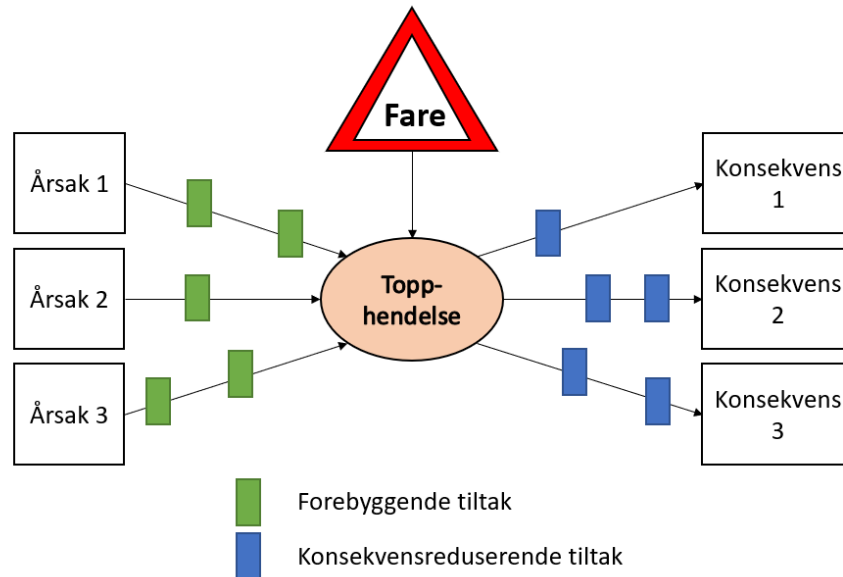 Fare
Årsak 1
Årsak 2
Årsak 3
Topp-
hendelse
Konsekvens
1
Konsekvens
2
Konsekvens
3
Forebyggende tiltak
Konsekvensreduserende tiltak